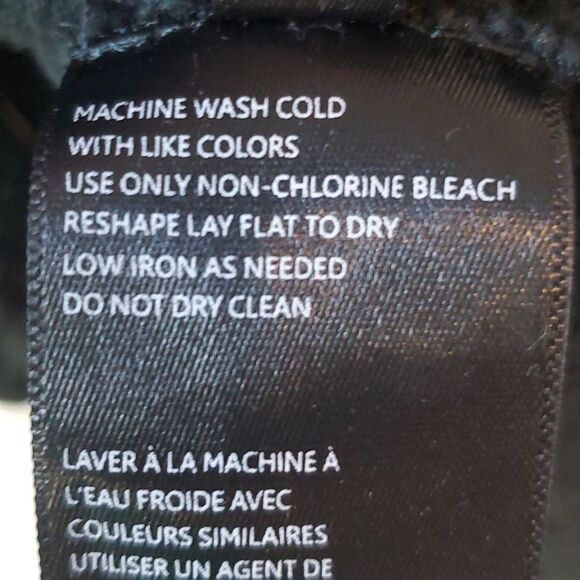 MACHINE WASH COLD
WITH LIKE COLORS
USE ONLY NON-CHLORINE BLEACH
RESHAPE LAY FLAT TO DRY
LOW IRON AS NEEDED
DO NOT DRY CLEAN
LAVER À LA MACHINE À
L'EAU FROIDE AVEC
COULEURS SIMILAIRES
UTILISER UN AGENT DE